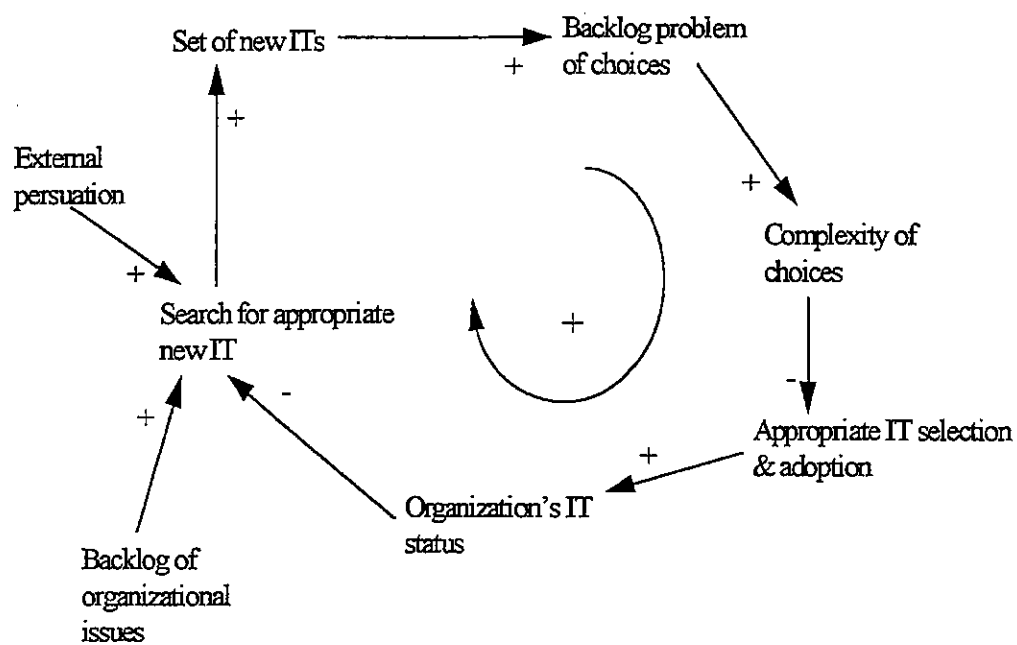 Set of new ITs
+
Backlog problem
of choices
+
External
persuation
+
+
Complexity of
choices
+
Search for appropriate
new IT
+
-
+
-
Appropriate IT selection
& adoption
+
Organization's IT
status
Backlog of
organizational
issues